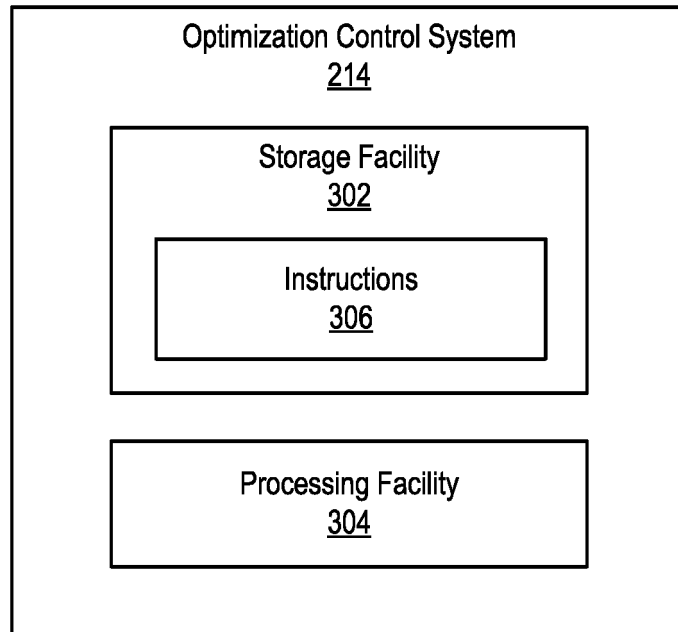 Optimization Control System
214
Storage Facility
302
Instructions
306
Processing Facility
304